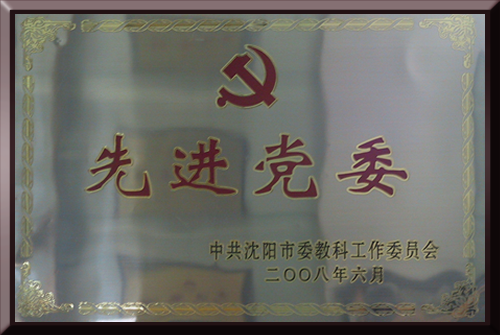 先进党委
中共沈阳市委教科工作委员会
二〇〇八年六月